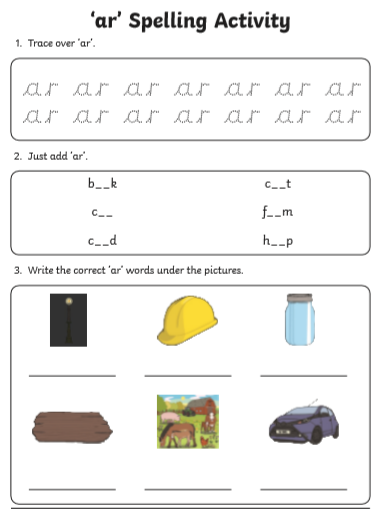 ‘ar’ Spelling Activity
1. Trace over ‘ar’.
ar ar ar ar ar ar ar
ar ar ar ar ar ar ar
2. Just add ‘ar’.
b__k c__t
c__ f__m
c__d h__p
3. Write the correct ‘ar’ words under the pictures.